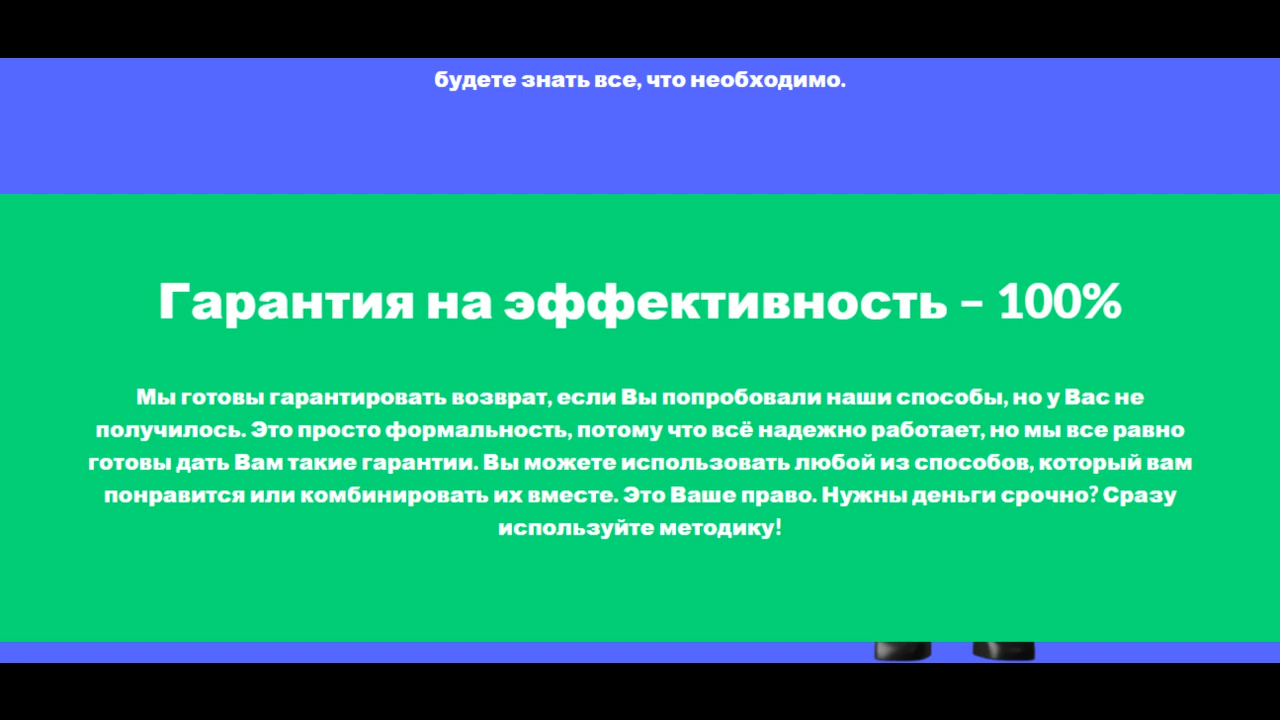 будете знать все, что необходимо.
Гарантия на эффективность – 100%
Мы готовы гарантировать возврат, если Вы попробовали наши способы, но у Вас не
получилось. Это просто формальность, потому что всё надежно работает, но мы все равно
готовы дать Вам такие гарантии. Вы можете использовать любой из способов, который вам
понравится или комбинировать их вместе. Это Ваше право. Нужны деньги срочно? Сразу
используйте методику!